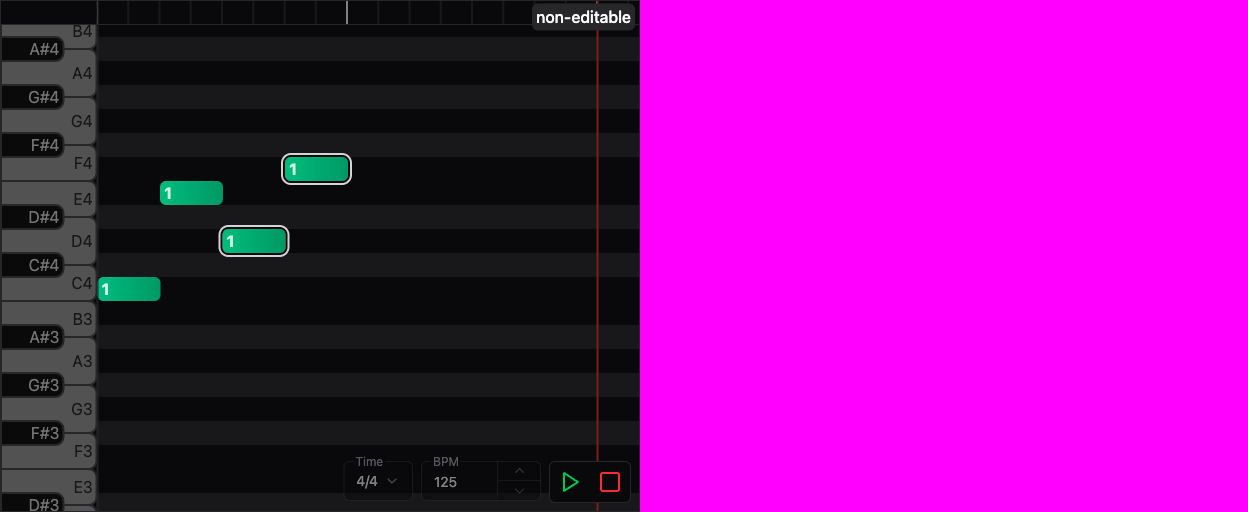 non-editable
B4
A#4
A4
G#4
G4
F#4
F4
1
E4
1
D#4
D4
1
C#4
C4
1
B3
A#3
A3
G#3
G3
F#3
F3
Time
BPM
4/4
125
E3
D#3